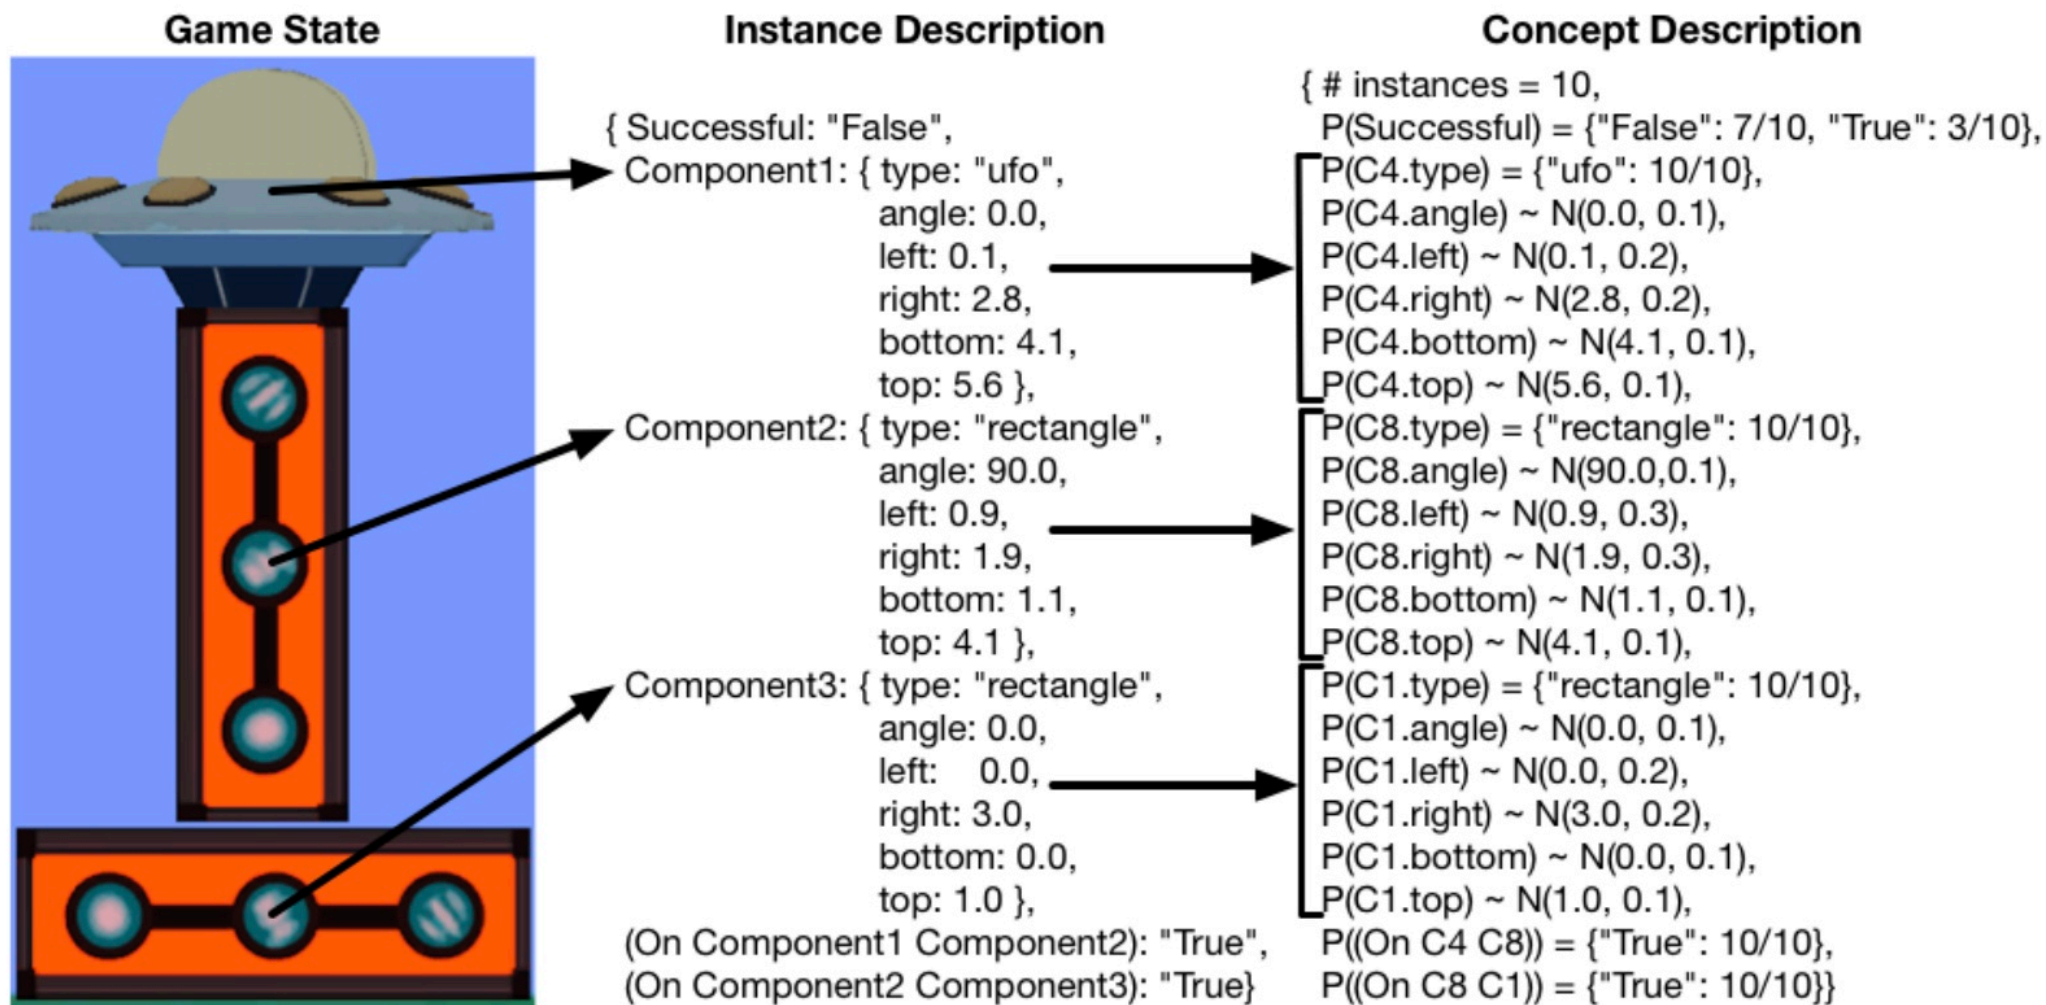 Game State
Instance Description
Concept Description
{ Successful: "False",
Component1: { type: "ufo",
angle: 0.0,
left: 0.1,
right: 2.8,
bottom: 4.1,
top: 5.6 },
Component2: { type: "rectangle",
angle: 90.0,
left: 0.9,
right: 1.9,
bottom: 1.1,
top: 4.1 },
Component3: { type: "rectangle",
angle: 0.0,
left: 0.0,
right: 3.0,
bottom: 0.0,
top: 1.0 },
(On Component1 Component2): "True",
(On Component2 Component3): "True}
{ # instances = 10,
P(Successful) = {"False": 7/10, "True": 3/10},
P(C4.type) = {"ufo": 10/10},
P(C4.angle) ~ N(0.0, 0.1),
P(C4.left) ~ N(0.1, 0.2),
P(C4.right) ~ N(2.8, 0.2),
P(C4.bottom) ~ N(4.1, 0.1),
P(C4.top) ~ N(5.6, 0.1),
P(C8.type) = {"rectangle": 10/10},
P(C8.angle) ~ N(90.0,0.1),
P(C8.left) ~ N(0.9, 0.3),
P(C8.right) ~ N(1.9, 0.3),
P(C8.bottom) ~ N(1.1, 0.1),
P(C8.top) ~ N(4.1, 0.1),
P(C1.type) = {"rectangle": 10/10},
P(C1.angle) ~ N(0.0, 0.1),
P(C1.left) ~ N(0.0, 0.2),
P(C1.right) ~ N(3.0, 0.2),
P(C1.bottom) ~ N(0.0, 0.1),
P(C1.top) ~ N(1.0, 0.1),
P((On C4 C8)) = {"True": 10/10},
P((On C8 C1)) = {"True": 10/10}}